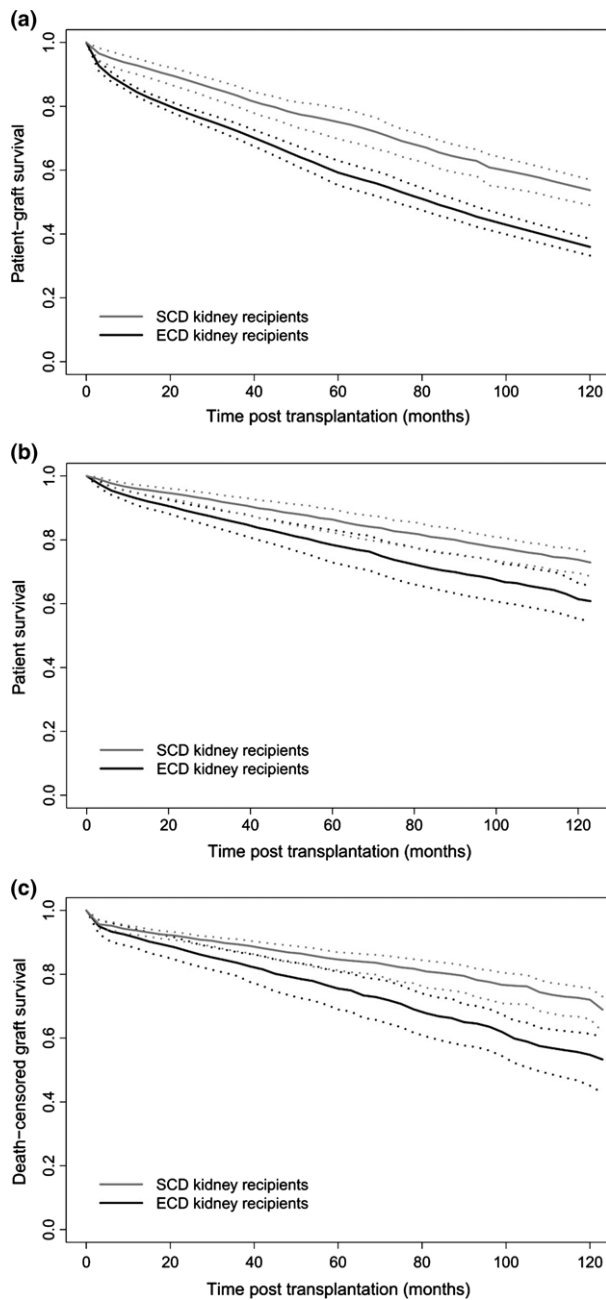 (a)
1.0
0.8
0.6
0.4
0.2
0.0
Patient–graft survival
SCD kidney recipients
ECD kidney recipients
0 20 40 60 80 100 120
Time post transplantation (months)
(b)
1.0
0.8
0.6
0.4
0.2
0.0
Patient survival
SCD kidney recipients
ECD kidney recipients
0 20 40 60 80 100 120
Time post transplantation (months)
(c)
1.0
0.8
0.6
0.4
0.2
0.0
Death–censored graft survival
SCD kidney recipients
ECD kidney recipients
0 20 40 60 80 100 120
Time post transplantation (months)